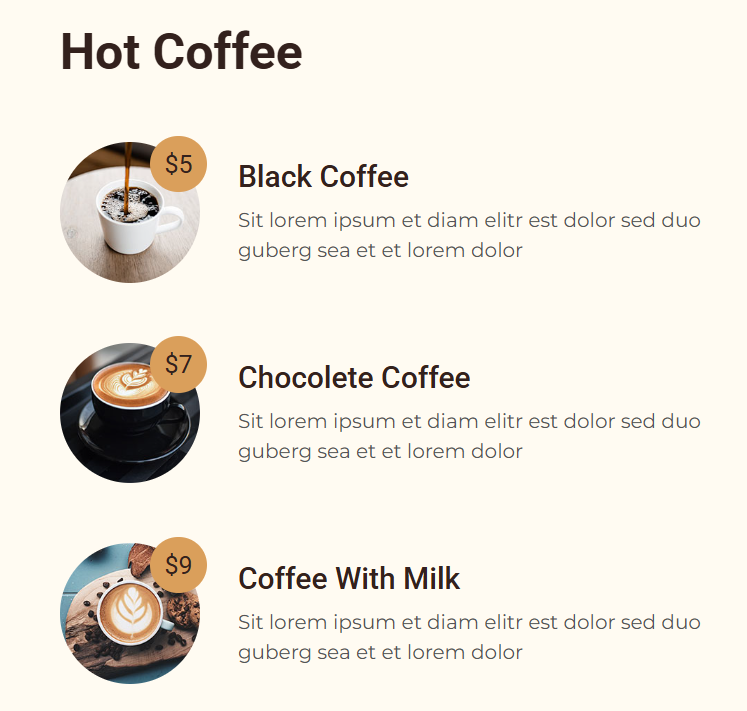 Hot Coffee
$5
Black Coffee
Sit lorem ipsum et diam elitr est dolor sed duo
guberg sea et et lorem dolor
$7
Chocolete Coffee
Sit lorem ipsum et diam elitr est dolor sed duo
guberg sea et et lorem dolor
$9
Coffee With Milk
Sit lorem ipsum et diam elitr est dolor sed duo
guberg sea et et lorem dolor